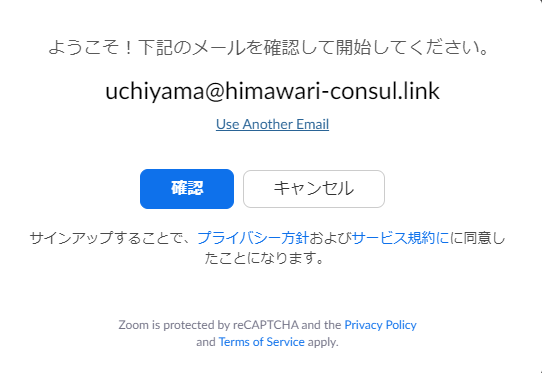 ようこそ！下記のメールを確認して開始してください。
uchiyama@himawari-consul.link
Use Another Email
確認
キャンセル
サインアップすることで、プライバシー方針およびサービス規約にに同意し
たことになります。
Zoom is protected by reCAPTCHA and the Privacy Policy
and Terms of Service apply.